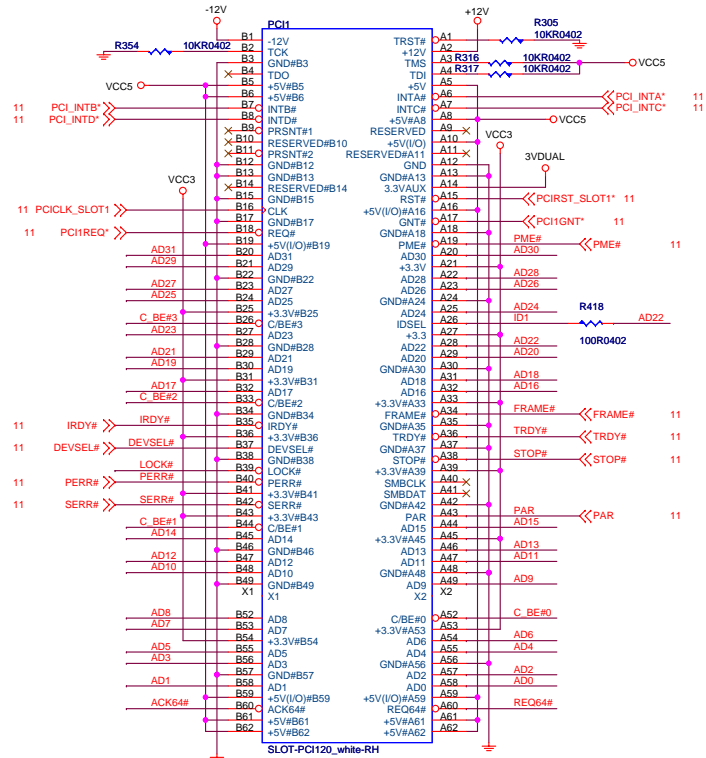 -12V +12V
PCI1
R354 10KR0402 B1 -12V TRST# A1 R305 10KR0402
B2 TCK +12V A2
B3 GND#B3 TMS A3 R316 10KR0402 VCC5
B4 TDO TDI A4 R317 10KR0402
VCC5 B5 +5V#B5 +5V A5
B6 +5V#B6 INTA# A6 PCI_INTA* 11
11 PCI_INTB* B7 INTB# INTC# A7 PCI_INTC* 11
11 PCI_INTD* B8 INTD# +5V#A8 A8 VCC5
B9 PRSNT#1 RESERVED A9
B10 RESERVED#B10 +5V(I/O) A10 VCC3
B11 PRSNT#2 RESERVED#A11 A11
B12 GND#B12 GND A12
B13 GND#B13 GND#A13 A13 3VDUAL
VCC3 B14 RESERVED#B14 3.3VAUX A14
B15 GND#B15 RST# A15 PCIRST_SLOT1* 11
11 PCICLK_SLOT1 B16 CLK +5V(I/O)#A16 A16
B17 GND#B17 GNT# A17 PCI1GNT* 11
11 PCI1REQ* B18 REQ# GND#A18 A18
B19 +5V(I/O)#B19 PME# A19 PME# PME# 11
AD31 B20 AD31 AD30 A20 AD30
AD29 B21 AD29 +3.3V A21
B22 GND#B22 AD28 A22 AD28
AD27 B23 AD27 AD26 A23 AD26
AD25 B24 AD25 GND#A24 A24
B25 +3.3V#B25 AD24 A25 AD24 R418
C_BE#3 B26 C/BE#3 IDSEL A26 ID1 AD22
AD23 B27 AD23 +3.3 A27 100R0402
B28 GND#B28 AD22 A28 AD22
AD21 B29 AD21 AD20 A29 AD20
AD19 B30 AD19 GND#A30 A30
B31 +3.3V#B31 AD18 A31 AD18
AD17 B32 AD17 AD16 A32 AD16
C_BE#2 B33 C/BE#2 +3.3V#A33 A33
B34 GND#B34 FRAME# A34 FRAME# FRAME# 11
11 IRDY# IRDY# B35 IRDY# GND#A35 A35
B36 +3.3V#B36 TRDY# A36 TRDY# TRDY# 11
11 DEVSEL# DEVSEL# B37 DEVSEL# GND#A37 A37
B38 GND#B38 STOP# A38 STOP# STOP# 11
LOCK# B39 LOCK# +3.3V#A39 A39
11 PERR# PERR# B40 PERR# SMBCLK A40
B41 +3.3V#B41 SMBDAT A41
11 SERR# SERR# B42 SERR# GND#A42 A42
B43 +3.3V#B43 PAR A43 PAR PAR 11
C_BE#1 B44 C/BE#1 AD15 A44 AD15
AD14 B45 AD14 +3.3V#A45 A45
B46 GND#B46 AD13 A46 AD13
AD12 B47 AD12 AD11 A47 AD11
AD10 B48 AD10 GND#A48 A48
B49 GND#B49 AD9 A49 AD9
X1 X1 X2 X2
AD8 B52 AD8 C/BE#0 A52 C_BE#0
AD7 B53 AD7 +3.3V#A53 A53
B54 +3.3V#B54 AD6 A54 AD6
AD5 B55 AD5 AD4 A55 AD4
AD3 B56 AD3 GND#A56 A56
B57 GND#B57 AD2 A57 AD2
AD1 B58 AD1 AD0 A58 AD0
B59 +5V(I/O)#B59 +5V(I/O)#A59 A59
ACK64# B60 ACK64# REQ64# A60 REQ64#
B61 +5V#B61 +5V#A61 A61
B62 +5V#B62 +5V#A62 A62
SLOT-PCI120_white-RH